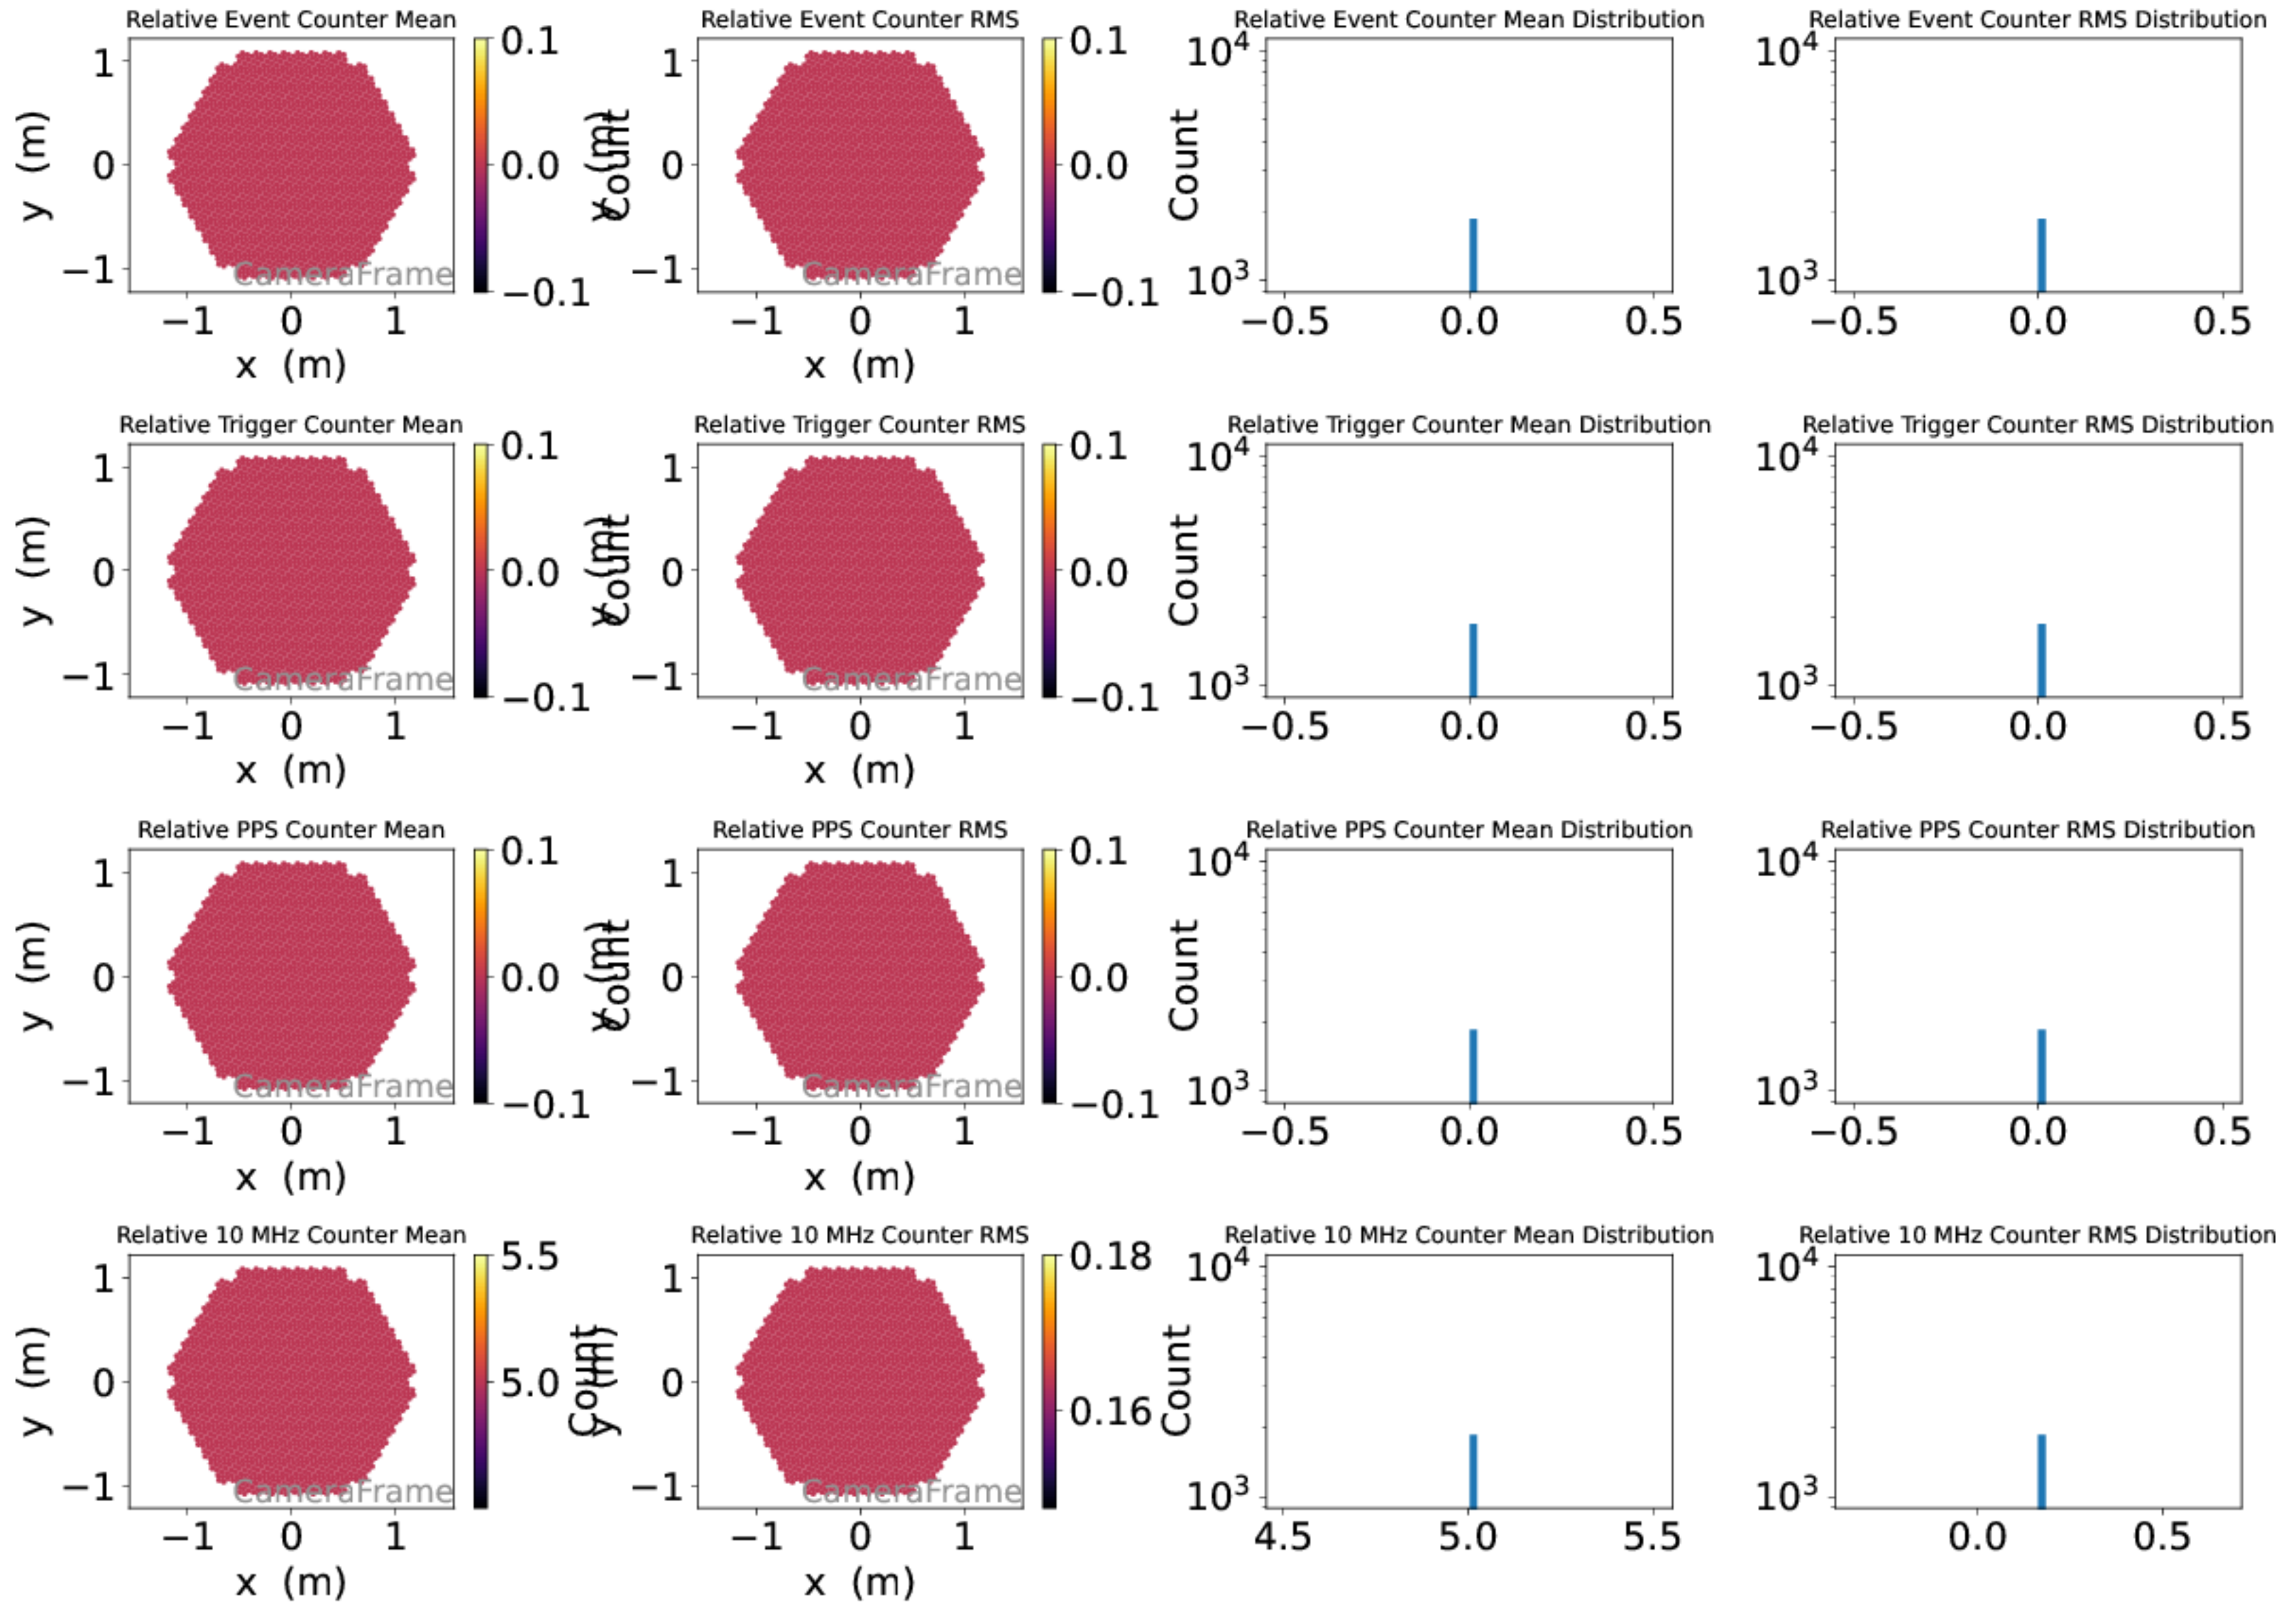 Relative Event Counter Mean
y (m)
1
0
−1
−1 0 1
x (m)
CameraFrame
0.1
0.0
−0.1
Count
Relative Event Counter RMS
y (m)
1
0
−1
−1 0 1
x (m)
CameraFrame
0.1
0.0
−0.1
Count
Relative Event Counter Mean Distribution
10⁴
10³
−0.5 0.0 0.5
Relative Event Counter RMS Distribution
10⁴
10³
−0.5 0.0 0.5
Relative Trigger Counter Mean
y (m)
1
0
−1
−1 0 1
x (m)
CameraFrame
0.1
0.0
−0.1
Count
Relative Trigger Counter RMS
y (m)
1
0
−1
−1 0 1
x (m)
CameraFrame
0.1
0.0
−0.1
Count
Relative Trigger Counter Mean Distribution
10⁴
10³
−0.5 0.0 0.5
Relative Trigger Counter RMS Distribution
10⁴
10³
−0.5 0.0 0.5
Relative PPS Counter Mean
y (m)
1
0
−1
−1 0 1
x (m)
CameraFrame
0.1
0.0
−0.1
Count
Relative PPS Counter RMS
y (m)
1
0
−1
−1 0 1
x (m)
CameraFrame
0.1
0.0
−0.1
Count
Relative PPS Counter Mean Distribution
10⁴
10³
−0.5 0.0 0.5
Relative PPS Counter RMS Distribution
10⁴
10³
−0.5 0.0 0.5
Relative 10 MHz Counter Mean
y (m)
1
0
−1
−1 0 1
x (m)
CameraFrame
5.5
5.0
Count
Relative 10 MHz Counter RMS
y (m)
1
0
−1
−1 0 1
x (m)
CameraFrame
0.18
0.16
Count
Relative 10 MHz Counter Mean Distribution
10⁴
10³
4.5 5.0 5.5
Relative 10 MHz Counter RMS Distribution
10⁴
10³
0.0 0.5